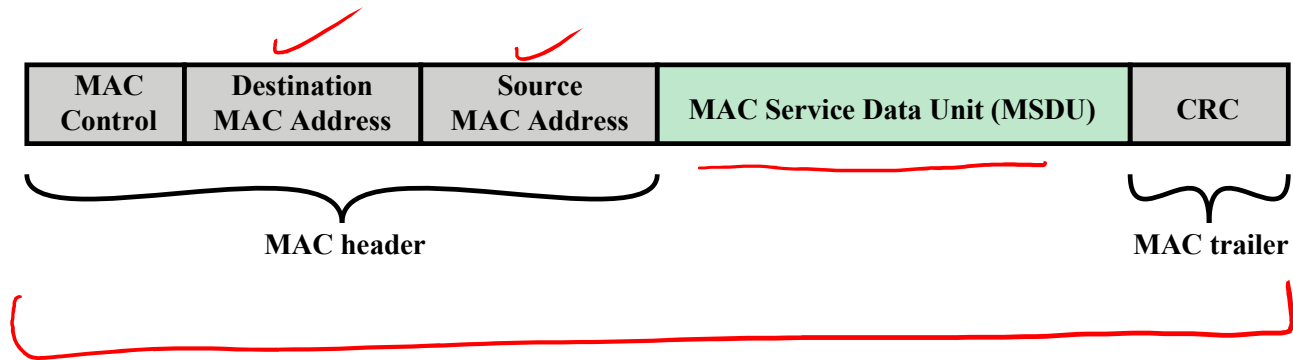 MAC
Control
Destination
MAC Address
Source
MAC Address
MAC Service Data Unit (MSDU)
CRC
MAC header
MAC trailer